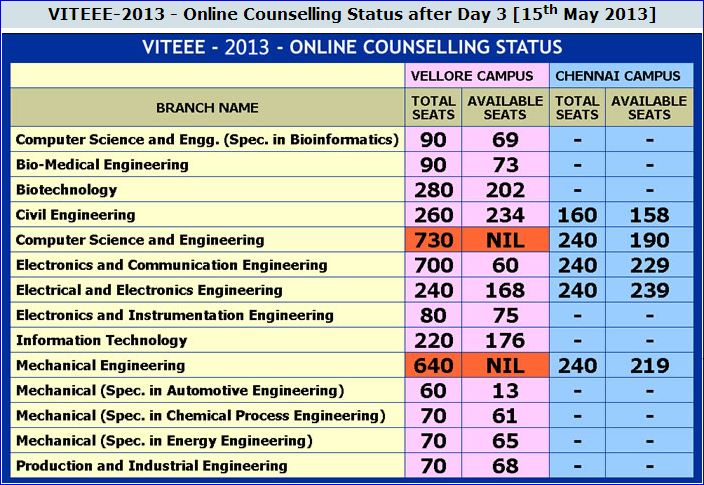 VITEEE-2013 - Online Counselling Status after Day 3 [15th May 2013]
VITEEE - 2013 - ONLINE COUNSELLING STATUS
VELLORE CAMPUS CHENNAI CAMPUS
BRANCH NAME TOTAL SEATS AVAILABLE SEATS TOTAL SEATS AVAILABLE SEATS
Computer Science and Engg. (Spec. in Bioinformatics) 90 69 - -
Bio-Medical Engineering 90 73 - -
Biotechnology 280 202 - -
Civil Engineering 260 234 160 158
Computer Science and Engineering 730 NIL 240 190
Electronics and Communication Engineering 700 60 240 229
Electrical and Electronics Engineering 240 168 240 239
Electronics and Instrumentation Engineering 80 75 - -
Information Technology 220 176 - -
Mechanical Engineering 640 NIL 240 219
Mechanical (Spec. in Automotive Engineering) 60 13 - -
Mechanical (Spec. in Chemical Process Engineering) 70 61 - -
Mechanical (Spec. in Energy Engineering) 70 65 - -
Production and Industrial Engineering 70 68 - -